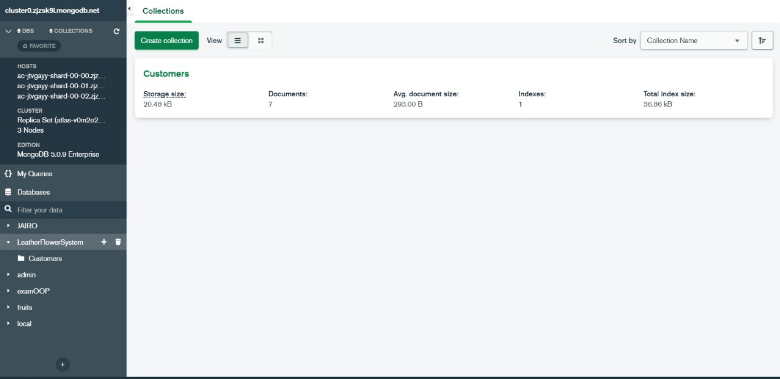 cluster0.zjzsk9l.mongodb.net
6 DBS 6 COLLECTIONS
☆ FAVORITE
HOSTS
ac-jtvgayy-shard-00-00.zjz...
ac-jtvgayy-shard-00-01.zjz...
ac-jtvgayy-shard-00-02.zjz...
CLUSTER
Replica Set (atlas-v0m2e2...
3 Nodes
EDITION
MongoDB 5.0.9 Enterprise
{} My Queries
Databases
Filter your data
JAIRO
LeatherFlowerSystem +
Customers
admin
examOOP
fruits
local
+
Collections
Create collection View Sort by Collection Name
Customers
Storage size: Documents: Avg. document size: Indexes: Total index size:
20.48 kB 7 293.00 B 1 36.86 kB